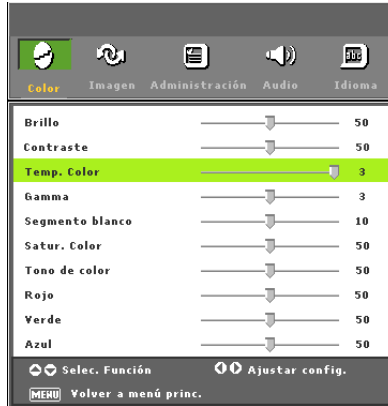 Color Imagen Administración Audio Idioma
Brillo 50
Contraste 50
Temp. Color 3
Gamma 3
Segmento blanco 10
Satur. Color 50
Tono de color 50
Rojo 50
Verde 50
Azul 50
Selec. Función Ajustar config.
MENU Volver a menú princ.